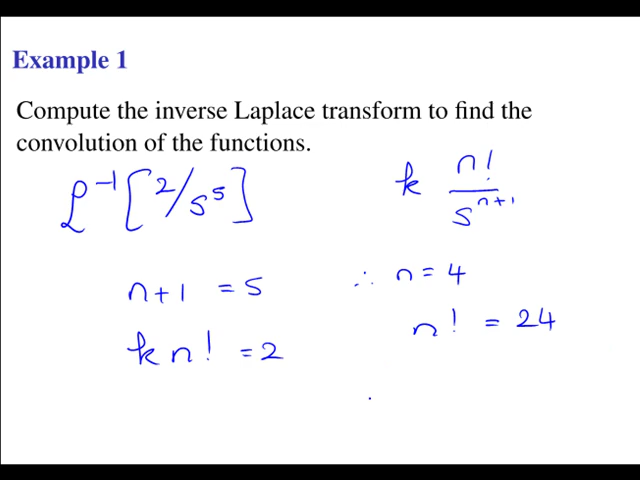 Example 1
Compute the inverse Laplace transform to find the
convolution of the functions.
ℒ⁻¹[2/s⁵]   k n!/sⁿ⁺¹
n+1 = 5   ∴ n = 4
k n! = 2   n! = 24